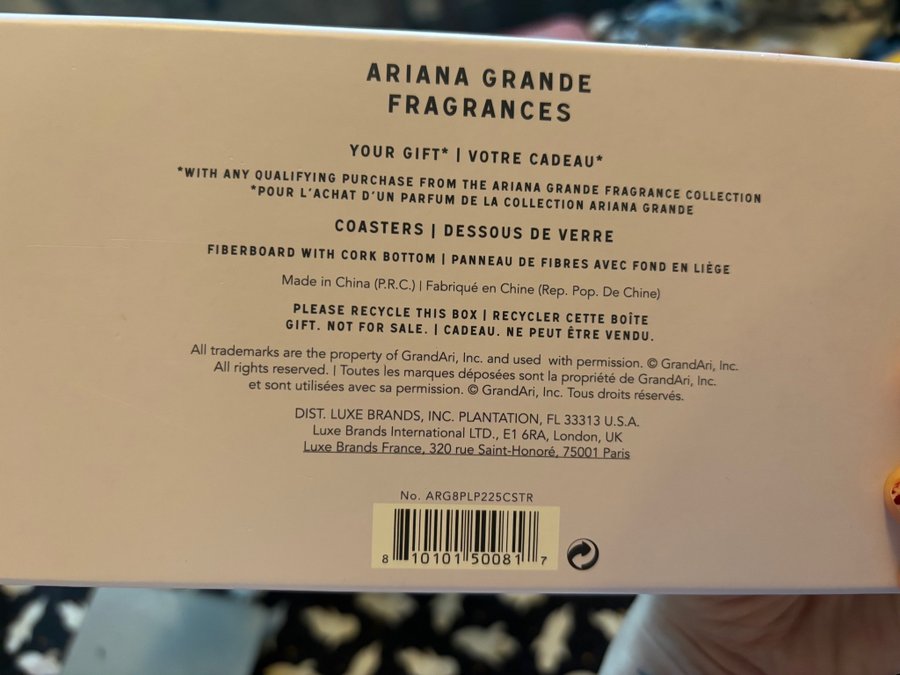 ARIANA GRANDE
FRAGRANCES
YOUR GIFT* | VOTRE CADEAU*
*WITH ANY QUALIFYING PURCHASE FROM THE ARIANA GRANDE FRAGRANCE COLLECTION
*POUR L'ACHAT D'UN PARFUM DE LA COLLECTION ARIANA GRANDE
COASTERS | DESSOUS DE VERRE
FIBERBOARD WITH CORK BOTTOM | PANNEAU DE FIBRES AVEC FOND EN LIÈGE
Made in China (P.R.C.) | Fabriqué en Chine (Rep. Pop. De Chine)
PLEASE RECYCLE THIS BOX | RECYCLER CETTE BOÎTE
GIFT. NOT FOR SALE. | CADEAU. NE PEUT ÊTRE VENDU.
All trademarks are the property of GrandAri, Inc. and used with permission. © GrandAri, Inc.
All rights reserved. | Toutes les marques déposées sont la propriété de GrandAri, Inc.
et sont utilisées avec sa permission. © GrandAri, Inc. Tous droits réservés.
DIST. LUXE BRANDS, INC. PLANTATION, FL 33313 U.S.A.
Luxe Brands International LTD., E1 6RA, London, UK
Luxe Brands France, 320 rue Saint-Honoré, 75001 Paris
No. ARG8PLP225CSTR
8 10101 50081 7